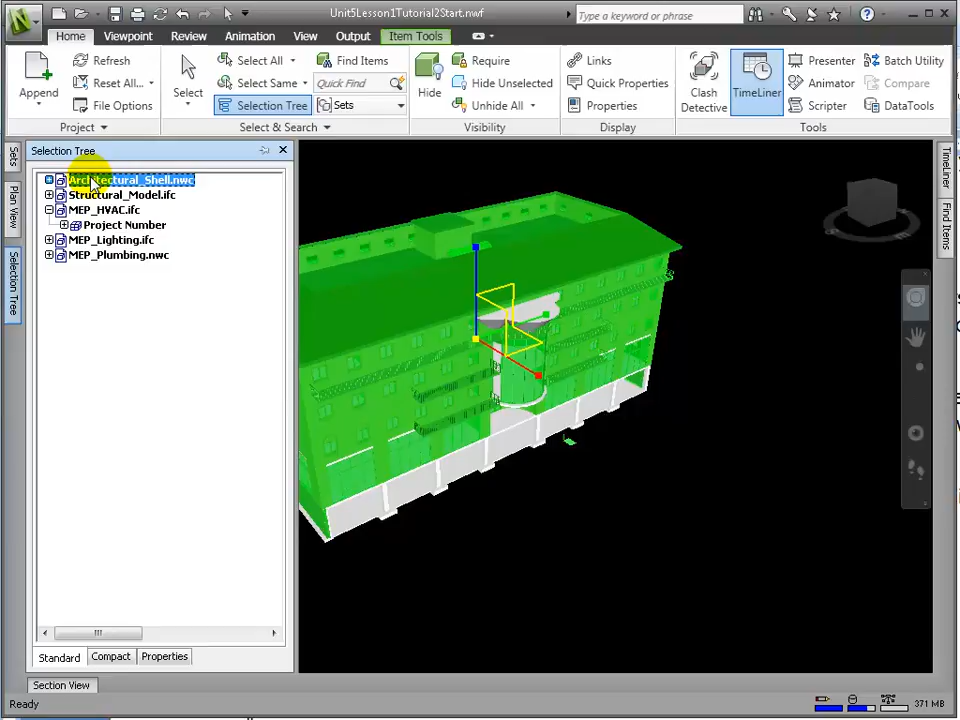 Unit5Lesson1Tutorial2Start.nwf
Type a keyword or phrase
Home Viewpoint Review Animation View Output Item Tools
Append
Refresh
Reset All...
File Options
Project
Select
Select All
Select Same
Selection Tree
Find Items
Quick Find
Sets
Select & Search
Hide
Require
Hide Unselected
Unhide All
Visibility
Links
Quick Properties
Properties
Display
Clash Detective
TimeLiner
Presenter
Animator
Scripter
Batch Utility
Compare
DataTools
Tools
Selection Tree
Sets
Plan View
Selection Tree
Architectural_Shell.nwc
Structural_Model.ifc
MEP_HVAC.ifc
Project Number
MEP_Lighting.ifc
MEP_Plumbing.nwc
Standard Compact Properties
TimeLiner
Find Items
Section View
Ready
371 MB